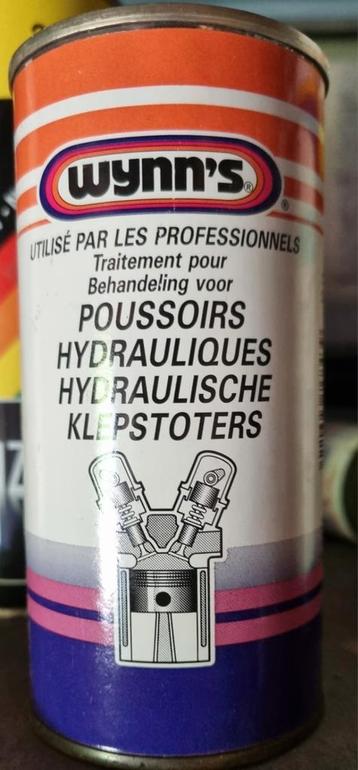 wynn's®
®
UTILISÉ PAR LES PROFESSIONNELS
Traitement pour
Behandeling voor
POUSSOIRS
HYDRAULIQUES
HYDRAULISCHE
KLEPSTOTERS